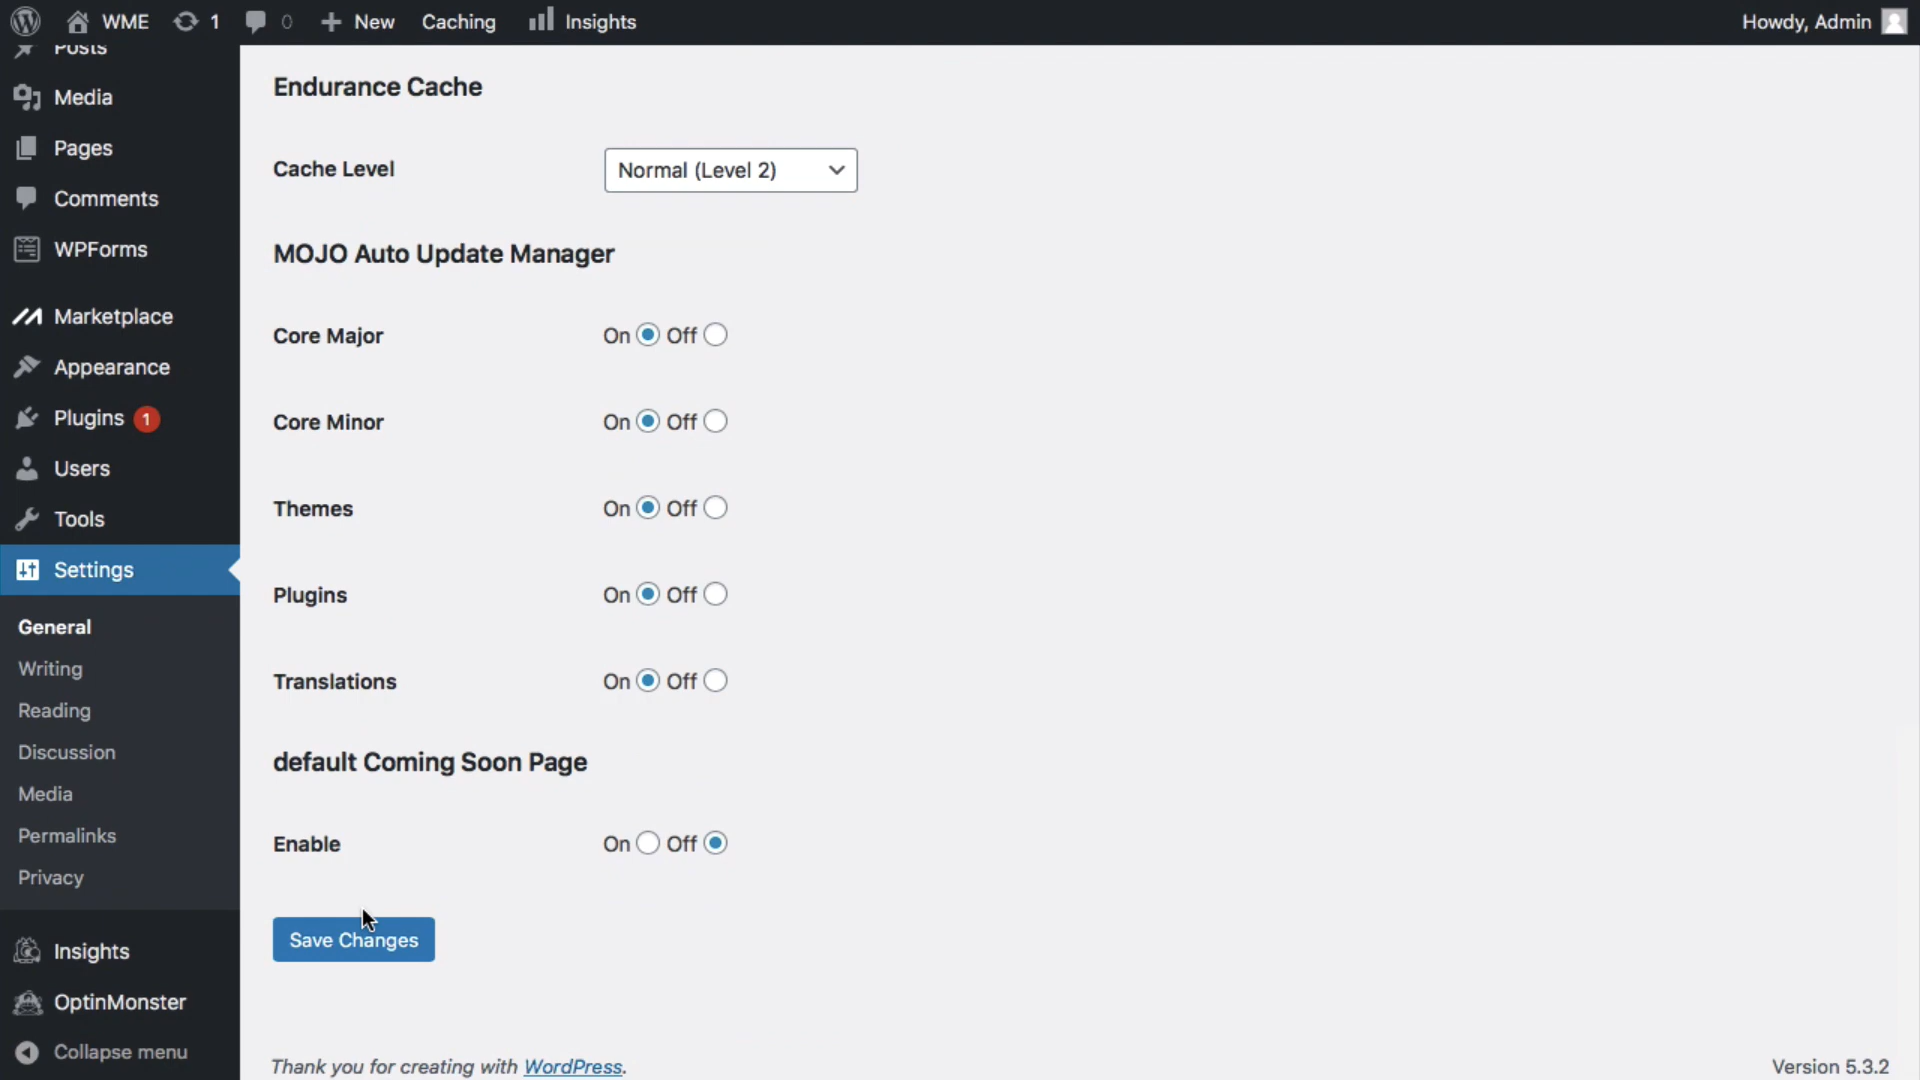 WME 1 0 New Caching Insights Howdy, Admin
Posts
Media
Pages
Comments
WPForms
Marketplace
Appearance
Plugins 1
Users
Tools
Settings
General
Writing
Reading
Discussion
Media
Permalinks
Privacy
Insights
OptinMonster
Collapse menu
Endurance Cache
Cache Level Normal (Level 2)
MOJO Auto Update Manager
Core Major On Off
Core Minor On Off
Themes On Off
Plugins On Off
Translations On Off
default Coming Soon Page
Enable On Off
Save Changes
Thank you for creating with WordPress. Version 5.3.2